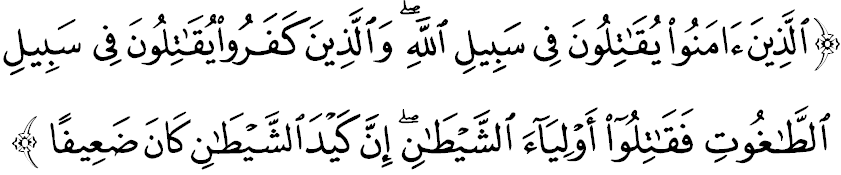 ﴿ ٱلَّذِينَ ءَامَنُوا۟ يُقَـٰتِلُونَ فِى سَبِيلِ ٱللَّهِ ۖ وَٱلَّذِينَ كَفَرُوا۟ يُقَـٰتِلُونَ فِى سَبِيلِ
ٱلطَّـٰغُوتِ فَقَـٰتِلُوٓا۟ أَوْلِيَآءَ ٱلشَّيْطَـٰنِ ۖ إِنَّ كَيْدَ ٱلشَّيْطَـٰنِ كَانَ ضَعِيفًا ﴾